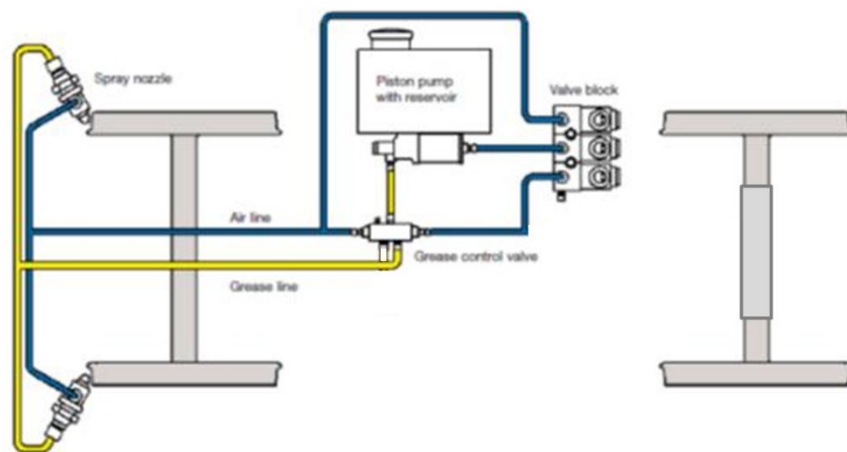 Spray nozzle
Piston pump
with reservoir
Valve block
Air line
Grease control valve
Grease line